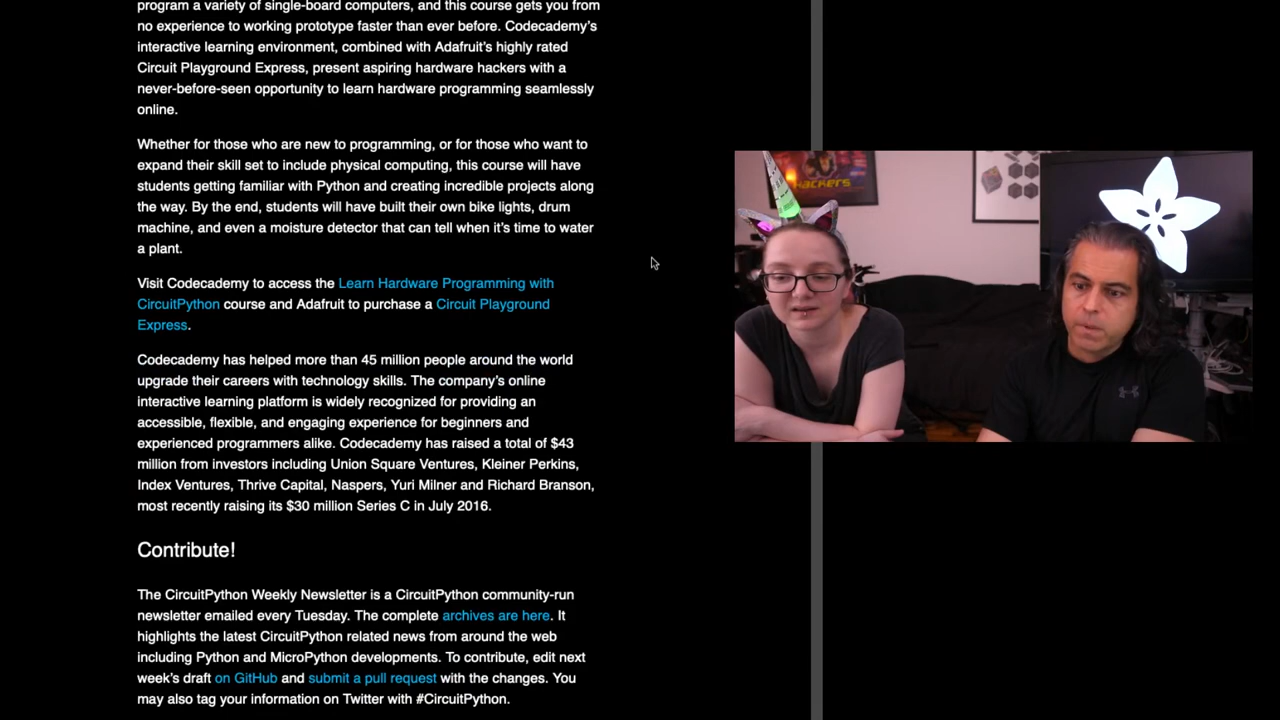 program a variety of single-board computers, and this course gets you from
no experience to working prototype faster than ever before. Codecademy's
interactive learning environment, combined with Adafruit's highly rated
Circuit Playground Express, present aspiring hardware hackers with a
never-before-seen opportunity to learn hardware programming seamlessly
online.
Whether for those who are new to programming, or for those who want to
expand their skill set to include physical computing, this course will have
students getting familiar with Python and creating incredible projects along
the way. By the end, students will have built their own bike lights, drum
machine, and even a moisture detector that can tell when it's time to water
a plant.
Visit Codecademy to access the Learn Hardware Programming with
CircuitPython course and Adafruit to purchase a Circuit Playground
Express.
Codecademy has helped more than 45 million people around the world
upgrade their careers with technology skills. The company's online
interactive learning platform is widely recognized for providing an
accessible, flexible, and engaging experience for beginners and
experienced programmers alike. Codecademy has raised a total of $43
million from investors including Union Square Ventures, Kleiner Perkins,
Index Ventures, Thrive Capital, Naspers, Yuri Milner and Richard Branson,
most recently raising its $30 million Series C in July 2016.
Contribute!
The CircuitPython Weekly Newsletter is a CircuitPython community-run
newsletter emailed every Tuesday. The complete archives are here. It
highlights the latest CircuitPython related news from around the web
including Python and MicroPython developments. To contribute, edit next
week's draft on GitHub and submit a pull request with the changes. You
may also tag your information on Twitter with #CircuitPython.
HACKERS